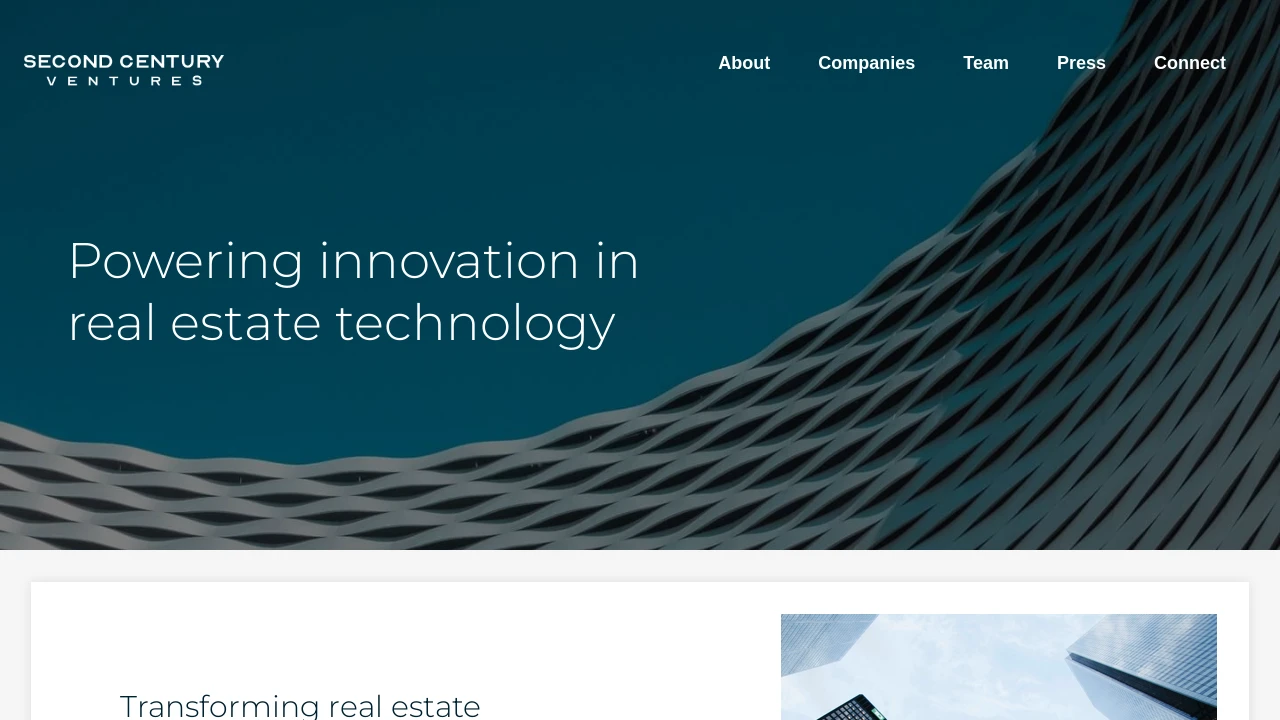 SECOND CENTURY
VENTURES
About
Companies
Team
Press
Connect
Powering innovation in
real estate technology
Transforming real estate